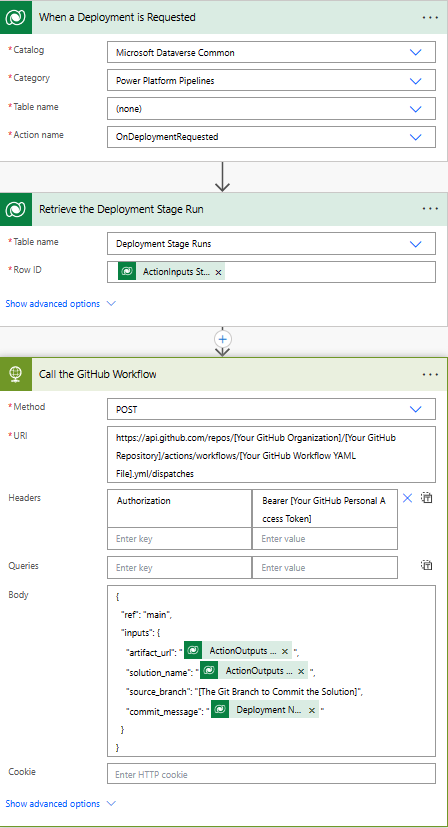 When a Deployment is Requested
* Catalog
Microsoft Dataverse Common
* Category
Power Platform Pipelines
* Table name
(none)
* Action name
OnDeploymentRequested
Retrieve the Deployment Stage Run
* Table name
Deployment Stage Runs
* Row ID
ActionInputs St... ×
Show advanced options
Call the GitHub Workflow
* Method
POST
* URI
https://api.github.com/repos/[Your GitHub Organization]/[Your GitHub
Repository]/actions/workflows/[Your GitHub Workflow YAML
File].yml/dispatches
Headers
Authorization
Bearer [Your GitHub Personal A
ccess Token]
Enter key
Enter value
Queries
Enter key
Enter value
Body
{
"ref": "main",
"inputs": {
"artifact_url": " ActionOutputs ... × ",
"solution_name": " ActionOutputs ... × ",
"source_branch": "[The Git Branch to Commit the Solution]",
"commit_message": " Deployment N... × "
}
}
Cookie
Enter HTTP cookie
Show advanced options